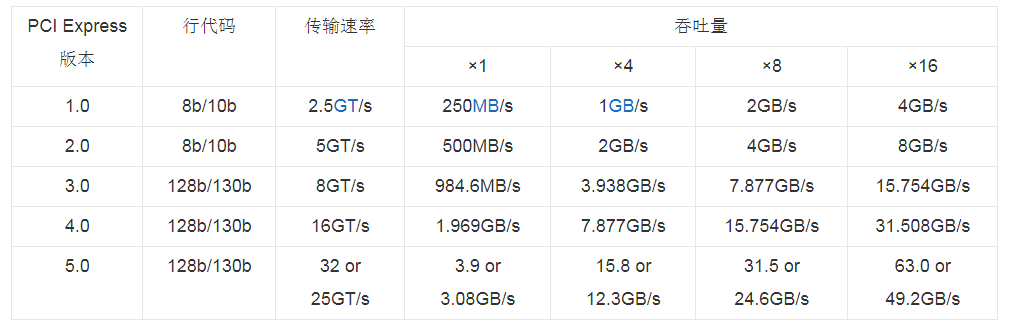 PCI Express 行代码 传输速率 吞吐量
版本
×1 ×4 ×8 ×16
1.0 8b/10b 2.5GT/s 250MB/s 1GB/s 2GB/s 4GB/s
2.0 8b/10b 5GT/s 500MB/s 2GB/s 4GB/s 8GB/s
3.0 128b/130b 8GT/s 984.6MB/s 3.938GB/s 7.877GB/s 15.754GB/s
4.0 128b/130b 16GT/s 1.969GB/s 7.877GB/s 15.754GB/s 31.508GB/s
5.0 128b/130b 32 or 3.9 or 15.8 or 31.5 or 63.0 or
25GT/s 3.08GB/s 12.3GB/s 24.6GB/s 49.2GB/s